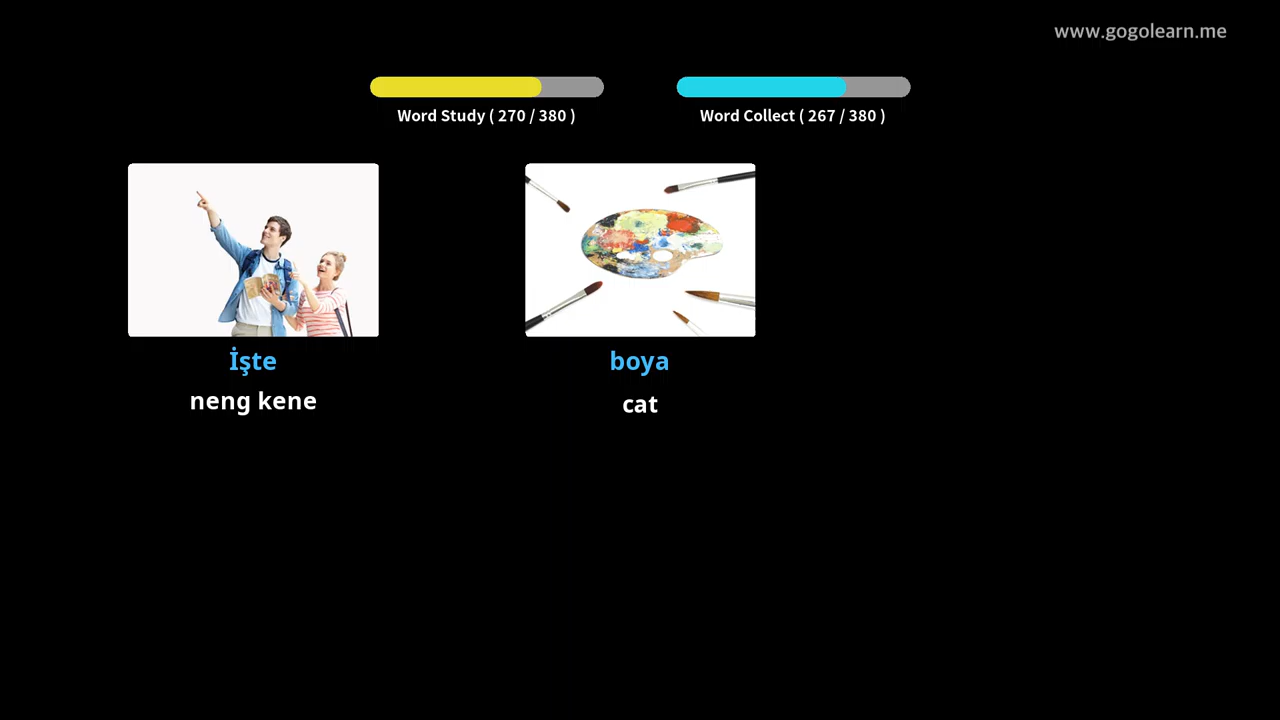 www.gogolearn.me
Word Study ( 270 / 380 )
Word Collect ( 267 / 380 )
İşte
boya
neng kene
cat